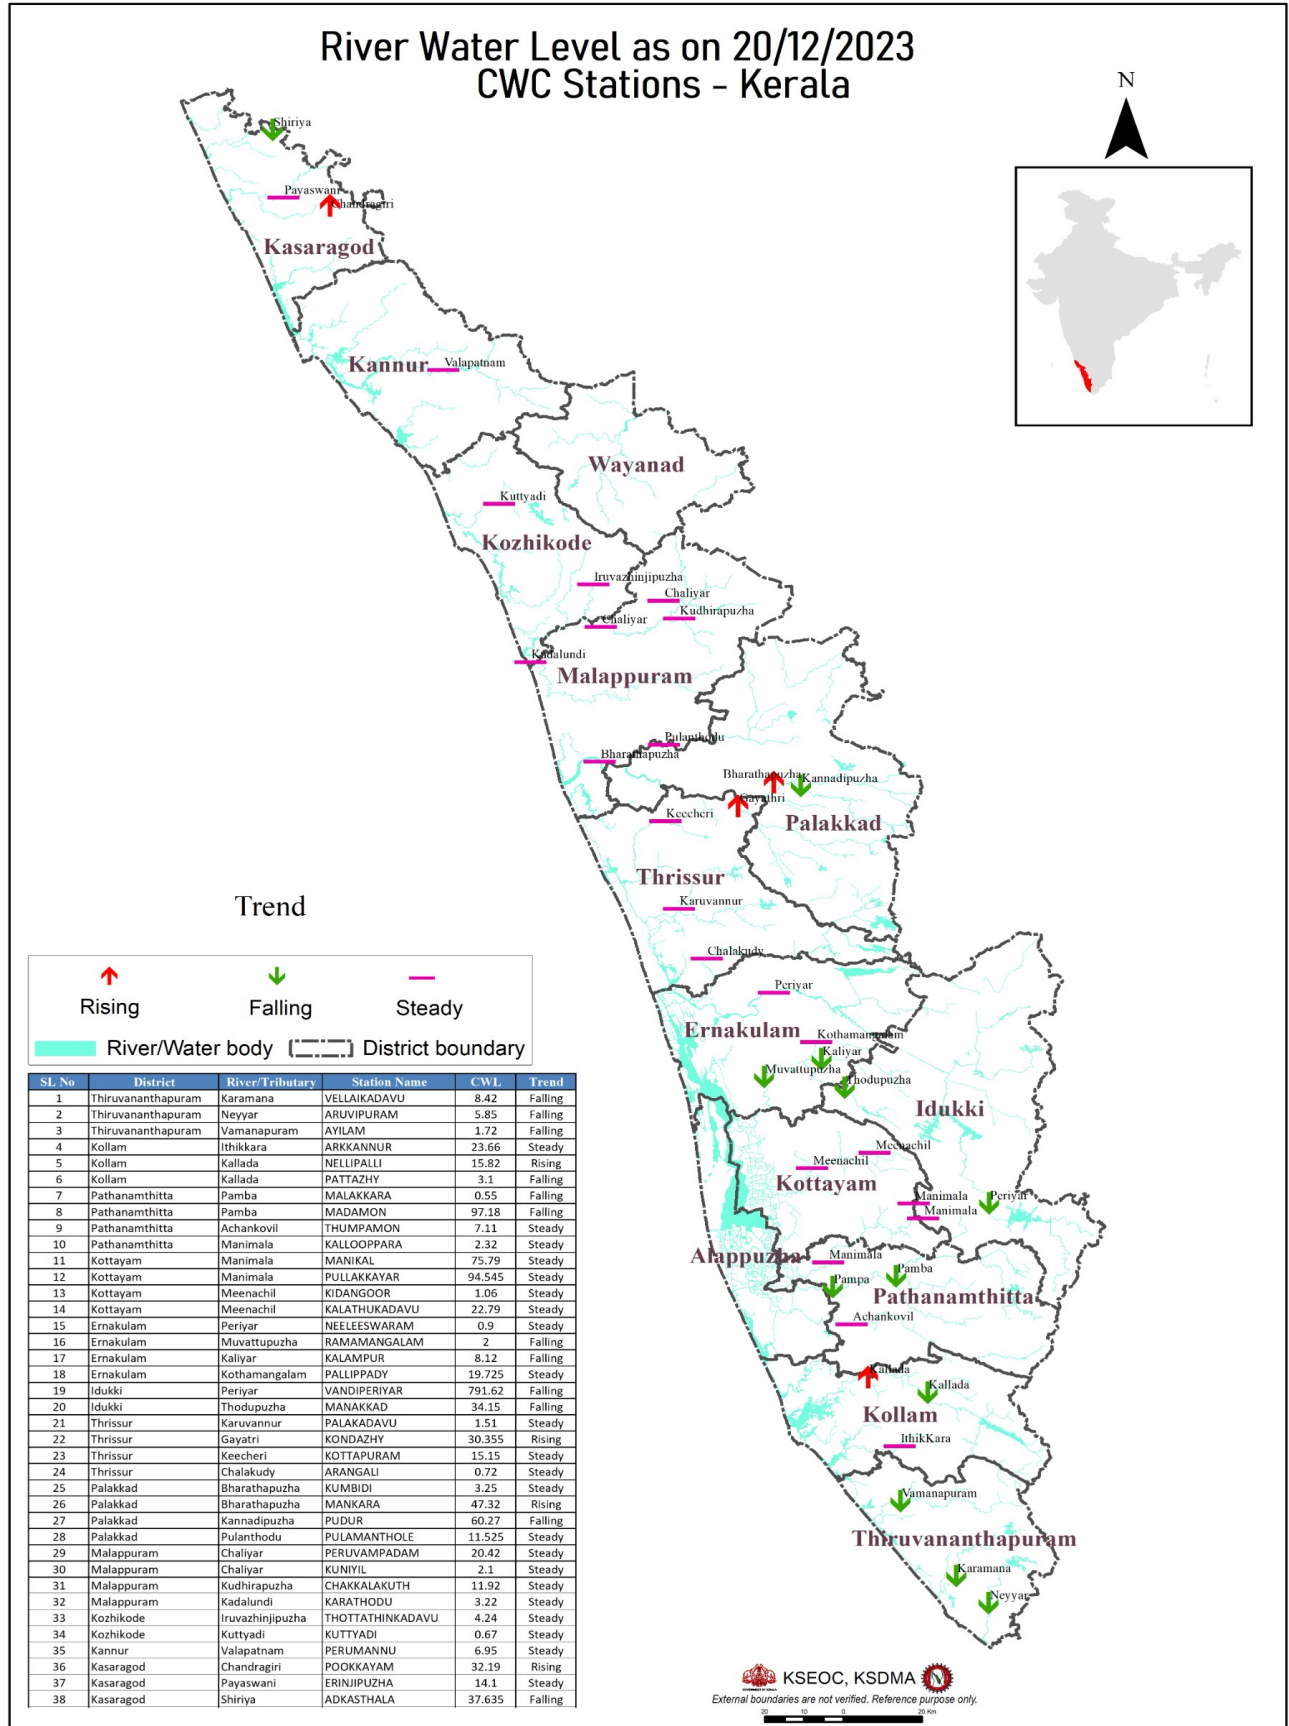 River Water Level as on 20/12/2023
CWC Stations - Kerala
N
Shiriya
Payaswani
Chandragiri
Kasaragod
Kannur
Valapatnam
Wayanad
Kuttyadi
Kozhikode
Iruvazhinjipuzha
Chaliyar
Kudhirapuzha
Chaliyar
Kadalundi
Malappuram
Pulanthodu
Bharathapuzha
Bharathapuzha
Kannadipuzha
Gayathri
Keecheri
Palakkad
Thrissur
Karuvannur
Chalakudy
Periyar
Ernakulam
Kothamangalam
Kaliyar
Muvattupuzha
Thodupuzha
Idukki
Meenachil
Meenachil
Kottayam
Manimala
Periyar
Manimala
Alappuzha
Manimala
Pamba
Pampa
Pathanamthitta
Achankovil
Kallada
Kallada
Kollam
IthikKara
Vamanapuram
Thiruvananthapuram
Karamana
Neyyar
Trend
Rising Falling Steady
River/Water body District boundary
SL No District River/Tributary Station Name CWL Trend
1 Thiruvananthapuram Karamana VELLAIKADAVU 8.42 Falling
2 Thiruvananthapuram Neyyar ARUVIPURAM 5.85 Falling
3 Thiruvananthapuram Vamanapuram AYILAM 1.72 Falling
4 Kollam Ithikkara ARKKANNUR 23.66 Steady
5 Kollam Kallada NELLIPALLI 15.82 Rising
6 Kollam Kallada PATTAZHY 3.1 Falling
7 Pathanamthitta Pamba MALAKKARA 0.55 Falling
8 Pathanamthitta Pamba MADAMON 97.18 Falling
9 Pathanamthitta Achankovil THUMPAMON 7.11 Steady
10 Pathanamthitta Manimala KALLOOPPARA 2.32 Steady
11 Kottayam Manimala MANIKAL 75.79 Steady
12 Kottayam Manimala PULLAKKAYAR 94.545 Steady
13 Kottayam Meenachil KIDANGOOR 1.06 Steady
14 Kottayam Meenachil KALATHUKADAVU 22.79 Steady
15 Ernakulam Periyar NEELEESWARAM 0.9 Steady
16 Ernakulam Muvattupuzha RAMAMANGALAM 2 Falling
17 Ernakulam Kaliyar KALAMPUR 8.12 Falling
18 Ernakulam Kothamangalam PALLIPPADY 19.725 Steady
19 Idukki Periyar VANDIPERIYAR 791.62 Falling
20 Idukki Thodupuzha MANAKKAD 34.15 Falling
21 Thrissur Karuvannur PALAKADAVU 1.51 Steady
22 Thrissur Gayatri KONDAZHY 30.355 Rising
23 Thrissur Keecheri KOTTAPURAM 15.15 Steady
24 Thrissur Chalakudy ARANGALI 0.72 Steady
25 Palakkad Bharathapuzha KUMBIDI 3.25 Steady
26 Palakkad Bharathapuzha MANKARA 47.32 Rising
27 Palakkad Kannadipuzha PUDUR 60.27 Falling
28 Palakkad Pulanthodu PULAMANTHOLE 11.525 Steady
29 Malappuram Chaliyar PERUVAMPADAM 20.42 Steady
30 Malappuram Chaliyar KUNIYIL 2.1 Steady
31 Malappuram Kudhirapuzha CHAKKALAKUTH 11.92 Steady
32 Malappuram Kadalundi KARATHODU 3.22 Steady
33 Kozhikode Iruvazhinjipuzha THOTTATHINKADAVU 4.24 Steady
34 Kozhikode Kuttyadi KUTTYADI 0.67 Steady
35 Kannur Valapatnam PERUMANNU 6.95 Steady
36 Kasaragod Chandragiri POOKKAYAM 32.19 Rising
37 Kasaragod Payaswani ERINJIPUZHA 14.1 Steady
38 Kasaragod Shiriya ADKASTHALA 37.635 Falling
KSEOC, KSDMA
External boundaries are not verified. Reference purpose only.
20 10 0 20 Km